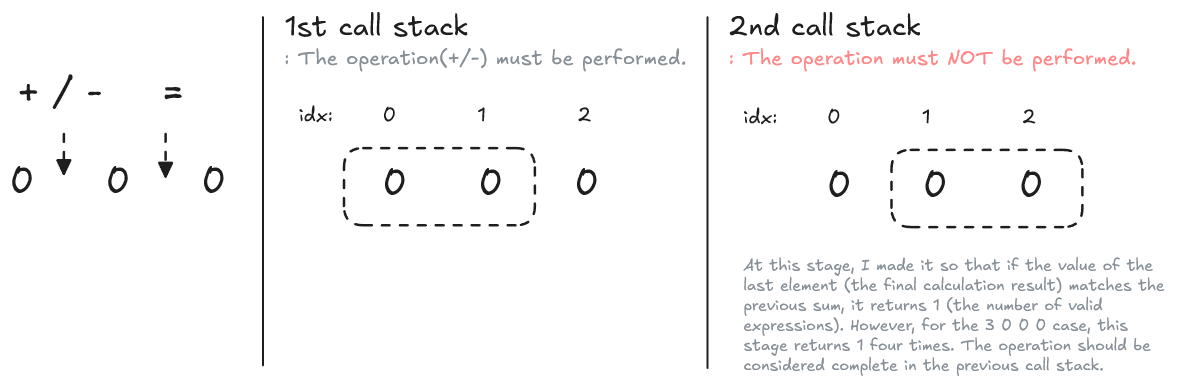 + / - =
0 0 0
1st call stack
: The operation(+/-) must be performed.
idx: 0 1 2
0 0 0
2nd call stack
: The operation must NOT be performed.
idx: 0 1 2
0 0 0
At this stage, I made it so that if the value of the
last element (the final calculation result) matches the
previous sum, it returns 1 (the number of valid
expressions). However, for the 3 0 0 0 case, this
stage returns 1 four times. The operation should be
considered complete in the previous call stack.